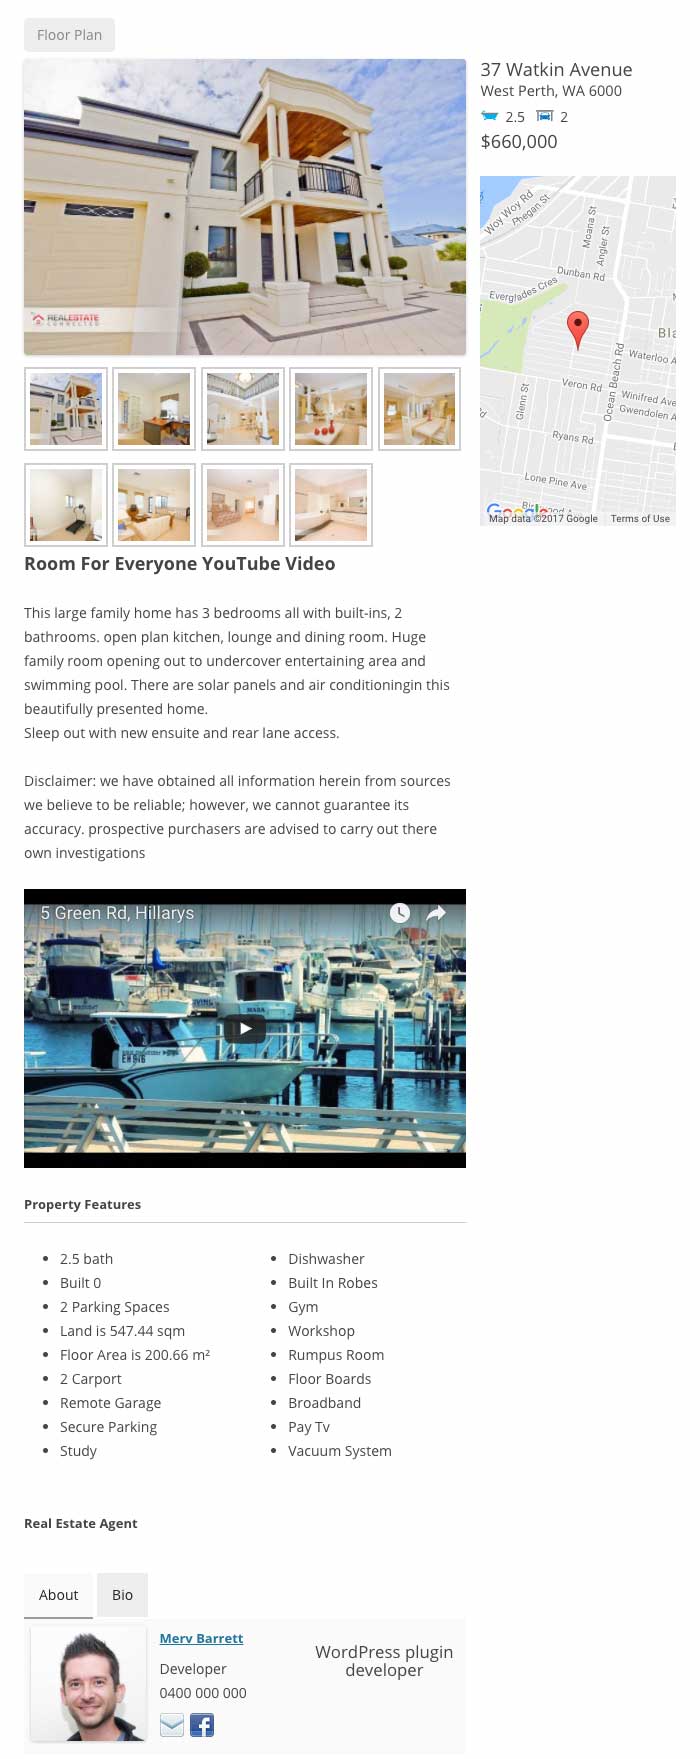 Floor Plan
REALESTATE
CONNECTED
37 Watkin Avenue
West Perth, WA 6000
2.5 2
$660,000
Woy Woy Rd
Phegan St
Moana St
Angler St
Dunban Rd
Everglades Cres
Bla
Waterloo A
Ocean Beach Rd
Veron Rd
Winifred Ave
Glenn St
Gwendolen A
Ryans Rd
Lone Pine Ave
Google
Map data ©2017 Google Terms of Use
Room For Everyone YouTube Video
This large family home has 3 bedrooms all with built-ins, 2
bathrooms. open plan kitchen, lounge and dining room. Huge
family room opening out to undercover entertaining area and
swimming pool. There are solar panels and air conditioningin this
beautifully presented home.
Sleep out with new ensuite and rear lane access.
Disclaimer: we have obtained all information herein from sources
we believe to be reliable; however, we cannot guarantee its
accuracy. prospective purchasers are advised to carry out there
own investigations
5 Green Rd, Hillarys
MARA
Property Features
2.5 bath
Built 0
2 Parking Spaces
Land is 547.44 sqm
Floor Area is 200.66 m²
2 Carport
Remote Garage
Secure Parking
Study
Dishwasher
Built In Robes
Gym
Workshop
Rumpus Room
Floor Boards
Broadband
Pay Tv
Vacuum System
Real Estate Agent
About Bio
Merv Barrett
Developer
0400 000 000
WordPress plugin
developer